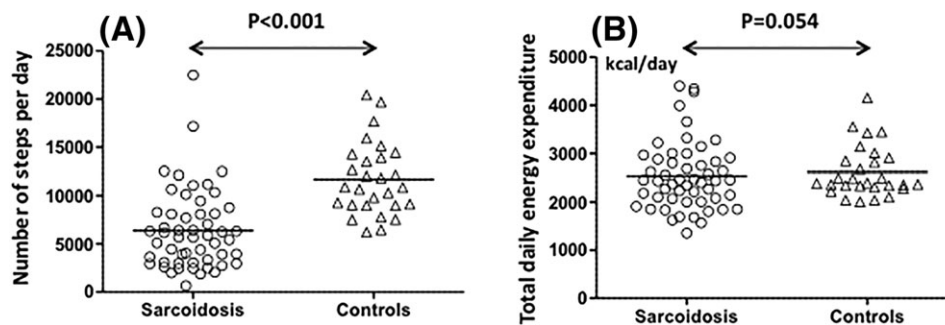 (A)
P<0.001
Number of steps per day
25000
20000
15000
10000
5000
0
Sarcoidosis
Controls
(B)
P=0.054
Total daily energy expenditure
kcal/day
5000
4000
3000
2000
1000
0
Sarcoidosis
Controls